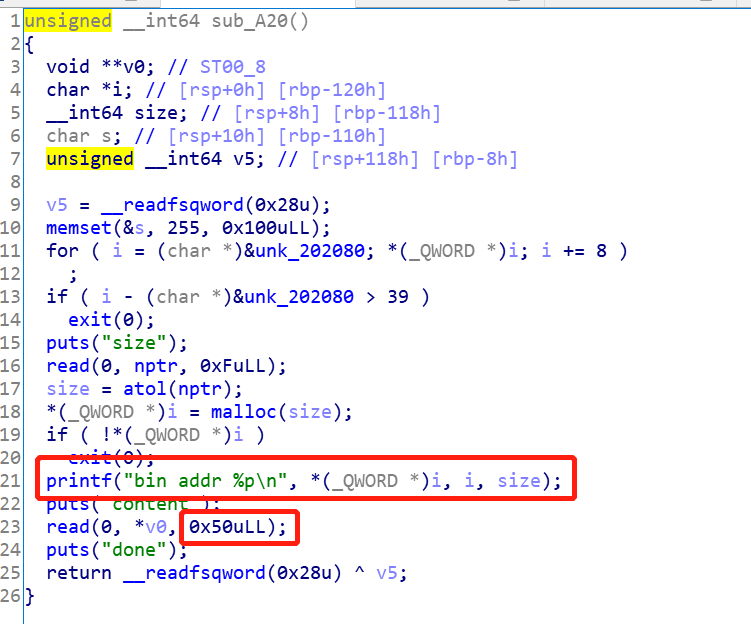 1 unsigned __int64 sub_A20()
2 {
3   void **v0; // ST00_8
4   char *i; // [rsp+0h] [rbp-120h]
5   __int64 size; // [rsp+8h] [rbp-118h]
6   char s; // [rsp+10h] [rbp-110h]
7   unsigned __int64 v5; // [rsp+118h] [rbp-8h]
8
9   v5 = __readfsqword(0x28u);
10   memset(&s, 255, 0x100uLL);
11   for ( i = (char *)&unk_202080; *(_QWORD *)i; i += 8 )
12     ;
13   if ( i - (char *)&unk_202080 > 39 )
14     exit(0);
15   puts("size");
16   read(0, nptr, 0xFuLL);
17   size = atol(nptr);
18   *(_QWORD *)i = malloc(size);
19   if ( !*(_QWORD *)i )
20     exit(0);
21   printf("bin addr %p\n", *(_QWORD *)i, i, size);
22   puts("content");
23   read(0, *v0, 0x50uLL);
24   puts("done");
25   return __readfsqword(0x28u) ^ v5;
26 }